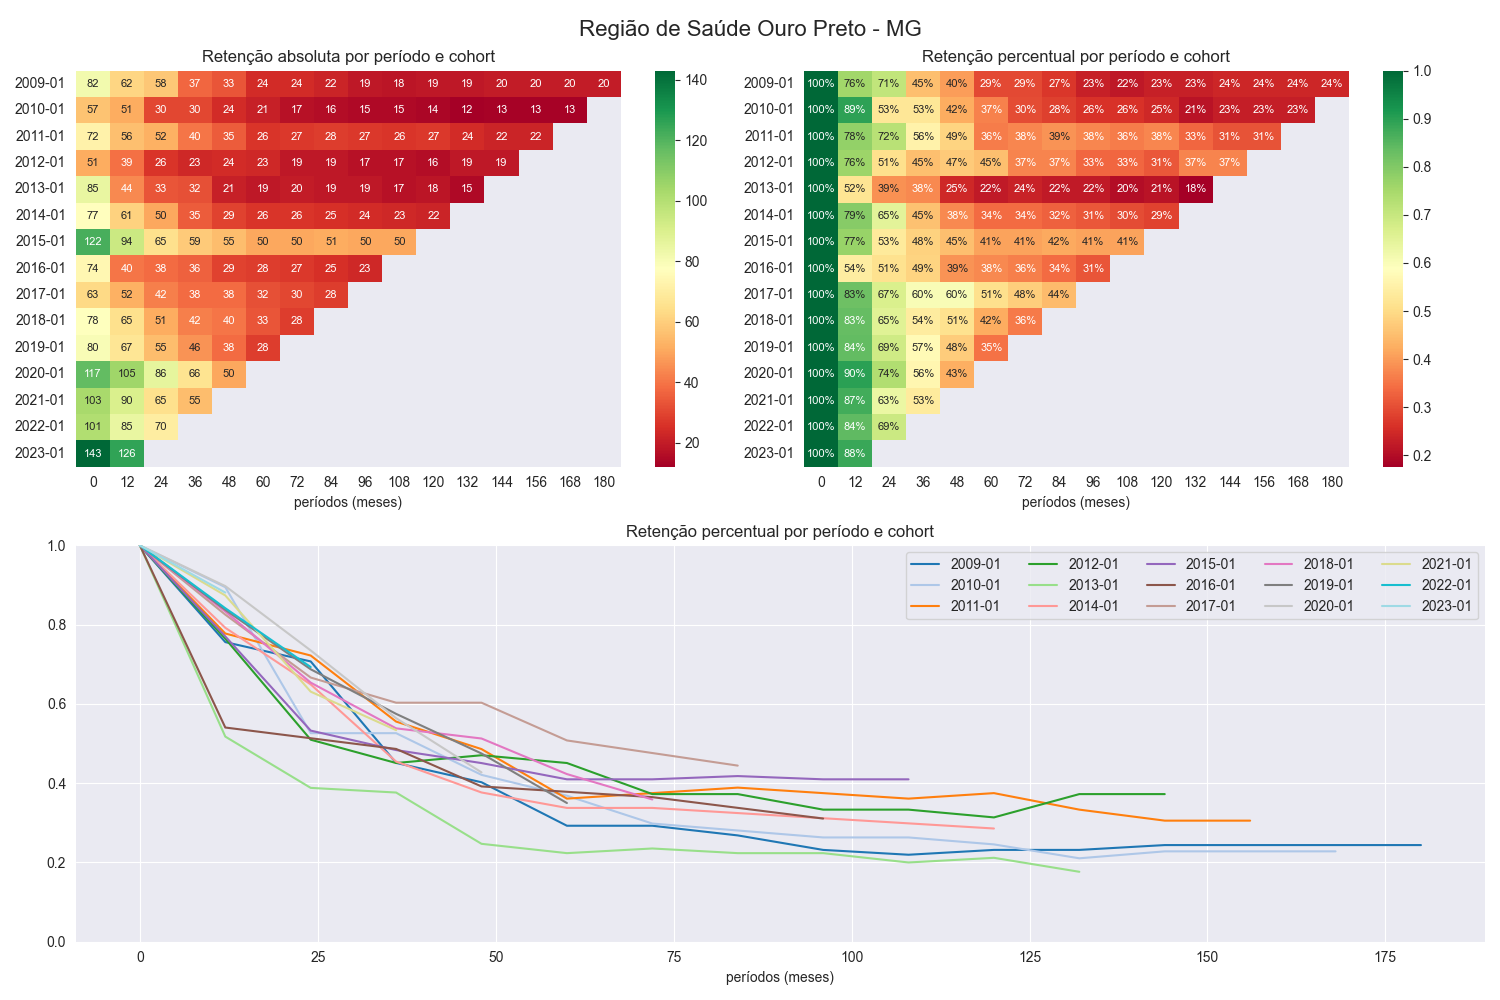 Região de Saúde Ouro Preto - MG
Retenção absoluta por período e cohort
2009-01 82 62 58 37 33 24 24 22 19 18 19 19 20 20 20 20
2010-01 57 51 30 30 24 21 17 16 15 15 14 12 13 13 13
2011-01 72 56 52 40 35 26 27 28 27 26 27 24 22 22
2012-01 51 39 26 23 24 23 19 19 17 17 16 19 19
2013-01 85 44 33 32 21 19 20 19 19 17 18 15
2014-01 77 61 50 35 29 26 26 25 24 23 22
2015-01 122 94 65 59 55 50 50 51 50 50
2016-01 74 40 38 36 29 28 27 25 23
2017-01 63 52 42 38 38 32 30 28
2018-01 78 65 51 42 40 33 28
2019-01 80 67 55 46 38 28
2020-01 117 105 86 66 50
2021-01 103 90 65 55
2022-01 101 85 70
2023-01 143 126
0 12 24 36 48 60 72 84 96 108 120 132 144 156 168 180
períodos (meses)
140
120
100
80
60
40
20
Retenção percentual por período e cohort
2009-01 100% 76% 71% 45% 40% 29% 29% 27% 23% 22% 23% 23% 24% 24% 24% 24%
2010-01 100% 89% 53% 53% 42% 37% 30% 28% 26% 26% 25% 21% 23% 23% 23%
2011-01 100% 78% 72% 56% 49% 36% 38% 39% 38% 36% 38% 33% 31% 31%
2012-01 100% 76% 51% 45% 47% 45% 37% 37% 33% 33% 31% 37% 37%
2013-01 100% 52% 39% 38% 25% 22% 24% 22% 22% 20% 21% 18%
2014-01 100% 79% 65% 45% 38% 34% 34% 32% 31% 30% 29%
2015-01 100% 77% 53% 48% 45% 41% 41% 42% 41% 41%
2016-01 100% 54% 51% 49% 39% 38% 36% 34% 31%
2017-01 100% 83% 67% 60% 60% 51% 48% 44%
2018-01 100% 83% 65% 54% 51% 42% 36%
2019-01 100% 84% 69% 57% 48% 35%
2020-01 100% 90% 74% 56% 43%
2021-01 100% 87% 63% 53%
2022-01 100% 84% 69%
2023-01 100% 88%
0 12 24 36 48 60 72 84 96 108 120 132 144 156 168 180
períodos (meses)
1.0
0.9
0.8
0.7
0.6
0.5
0.4
0.3
0.2
Retenção percentual por período e cohort
1.0
0.8
0.6
0.4
0.2
0.0
2009-01 2012-01 2015-01 2018-01 2021-01
2010-01 2013-01 2016-01 2019-01 2022-01
2011-01 2014-01 2017-01 2020-01 2023-01
0 25 50 75 100 125 150 175
períodos (meses)